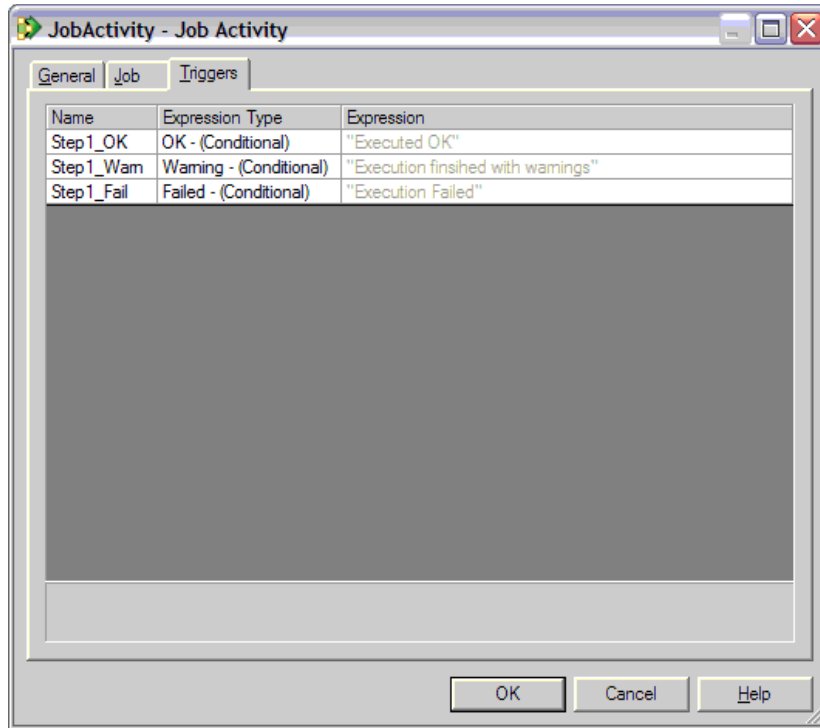 JobActivity - Job Activity
General Job Triggers
Name Expression Type Expression
Step1_OK OK - (Conditional) "Executed OK"
Step1_Warn Warning - (Conditional) "Execution finsihed with warnings"
Step1_Fail Failed - (Conditional) "Execution Failed"
OK Cancel Help